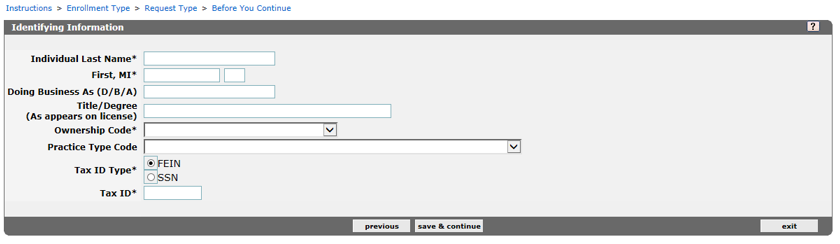 Instructions > Enrollment Type > Request Type > Before You Continue
Identifying Information ?
Individual Last Name*
First, MI*
Doing Business As (D/B/A)
Title/Degree
(As appears on license)
Ownership Code*
Practice Type Code
Tax ID Type* FEIN
SSN
Tax ID*
previous save & continue exit